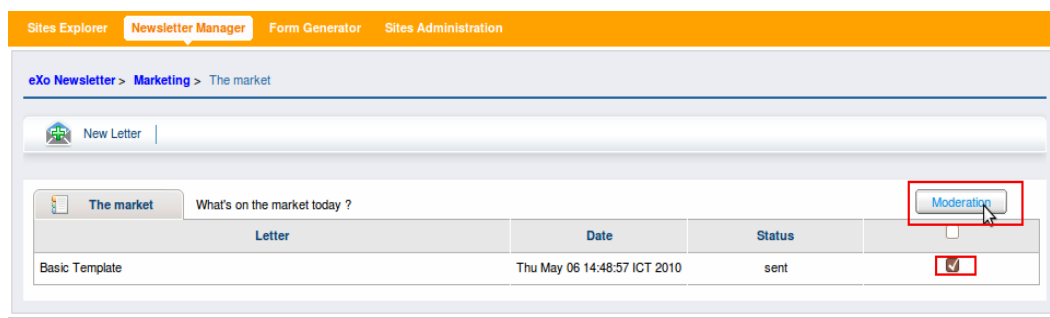 Sites Explorer Newsletter Manager Form Generator Sites Administration
eXo Newsletter > Marketing > The market
New Letter
The market What's on the market today ? Moderation
Letter Date Status
Basic Template Thu May 06 14:48:57 ICT 2010 sent